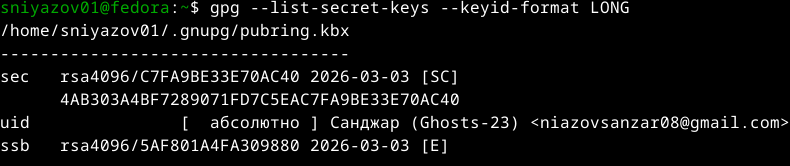 sniyazov01@fedora:~$ gpg --list-secret-keys --keyid-format LONG
/home/sniyazov01/.gnupg/pubring.kbx
-----------------------------------
sec   rsa4096/C7FA9BE33E70AC40 2026-03-03 [SC]
      4AB303A4BF7289071FD7C5EAC7FA9BE33E70AC40
uid              [  абсолютно ] Санджар (Ghosts-23) <niazovsanzar08@gmail.com>
ssb   rsa4096/5AF801A4FA309880 2026-03-03 [E]